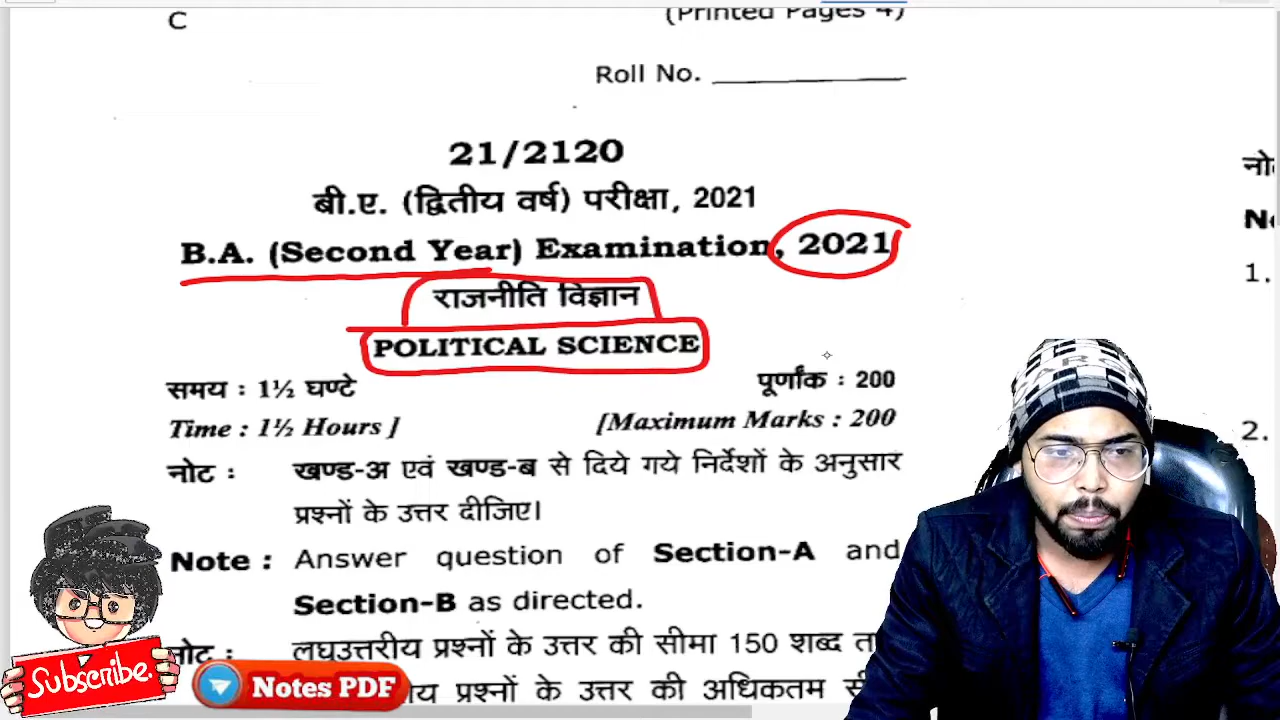 C
(Printed Pages 4)
Roll No.
21/2120
बी.ए. (द्वितीय वर्ष) परीक्षा, 2021
B.A. (Second Year) Examination, 2021
राजनीति विज्ञान
POLITICAL SCIENCE
समय : 1½ घण्टे
पूर्णांक : 200
Time : 1½ Hours ]
[Maximum Marks : 200
नोट : खण्ड-अ एवं खण्ड-ब से दिये गये निर्देशों के अनुसार
प्रश्नों के उत्तर दीजिए।
Note : Answer question of Section-A and
Section-B as directed.
नोट : लघुउत्तरीय प्रश्नों के उत्तर की सीमा 150 शब्द
प्रश्नों के उत्तर की अधिकतम
1.
2.
Subscribe
Notes PDF